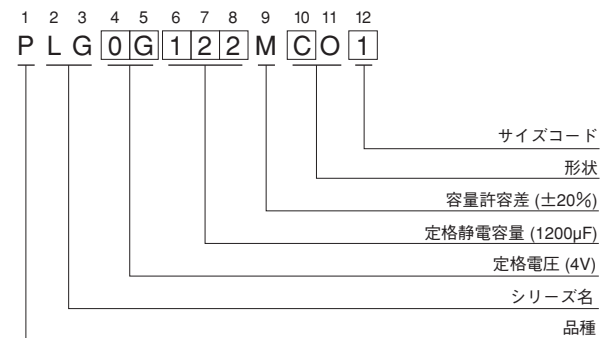 1 2 3 4 5 6 7 8 9 10 11 12
P L G 0 G 1 2 2 M C O 1
サイズコード
形状
容量許容差 (±20%)
定格静電容量 (1200μF)
定格電圧 (4V)
シリーズ名
品種